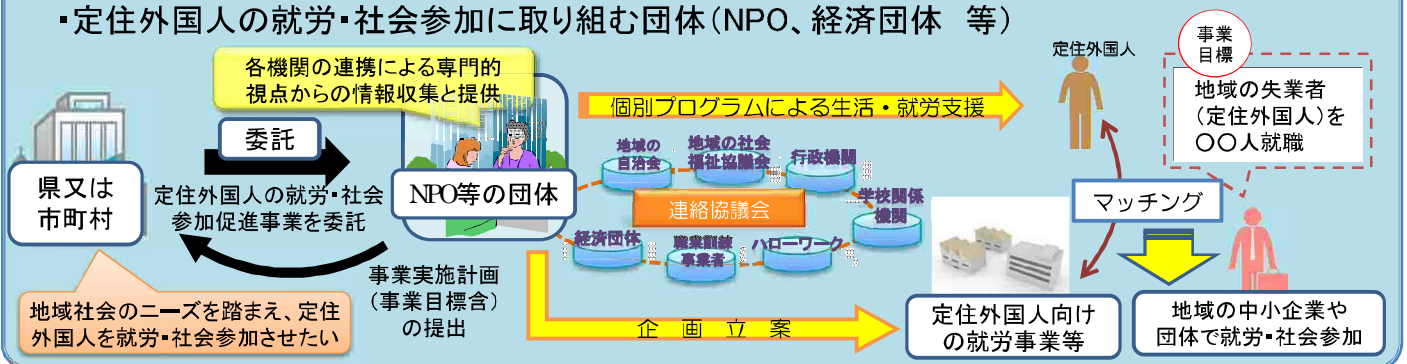 ・定住外国人の就労・社会参加に取り組む団体（NPO、経済団体　等）
各機関の連携による専門的
視点からの情報収集と提供
委託
県又は
市町村
定住外国人の就労・社会
参加促進事業を委託
NPO等の団体
事業実施計画
（事業目標含）
の提出
地域社会のニーズを踏まえ、定住
外国人を就労・社会参加させたい
個別プログラムによる生活・就労支援
地域の
自治会
地域の社会
福祉協議会
行政機関
学校関係
機関
連絡協議会
経済団体
職業訓練
事業者
ハローワーク
企　画　立　案
定住外国人
事業
目標
地域の失業者
（定住外国人）を
〇〇人就職
マッチング
定住外国人向け
の就労事業等
地域の中小企業や
団体で就労・社会参加